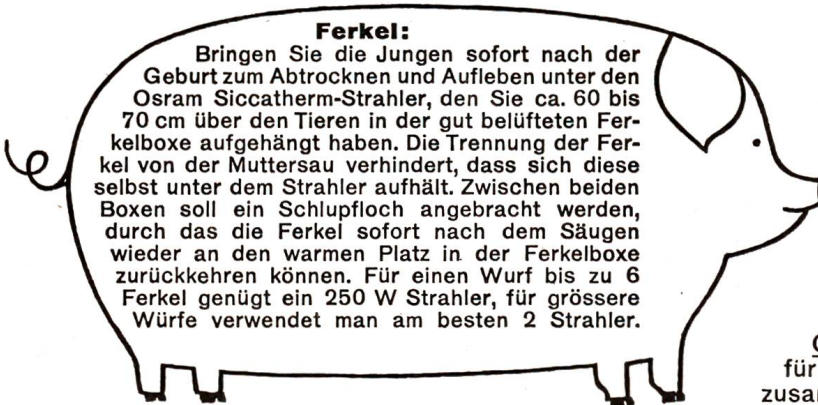 Ferkel:
Bringen Sie die Jungen sofort nach der
Geburt zum Abtrocknen und Aufleben unter den
Osram Siccatherm-Strahler, den Sie ca. 60 bis
70 cm über den Tieren in der gut belüfteten Fer-
kelboxe aufgehängt haben. Die Trennung der Fer-
kel von der Muttersau verhindert, dass sich diese
selbst unter dem Strahler aufhält. Zwischen beiden
Boxen soll ein Schlupfloch angebracht werden,
durch das die Ferkel sofort nach dem Säugen
wieder an den warmen Platz in der Ferkelboxe
zurückkehren können. Für einen Wurf bis zu 6
Ferkel genügt ein 250 W Strahler, für grössere
Würfe verwendet man am besten 2 Strahler.
für